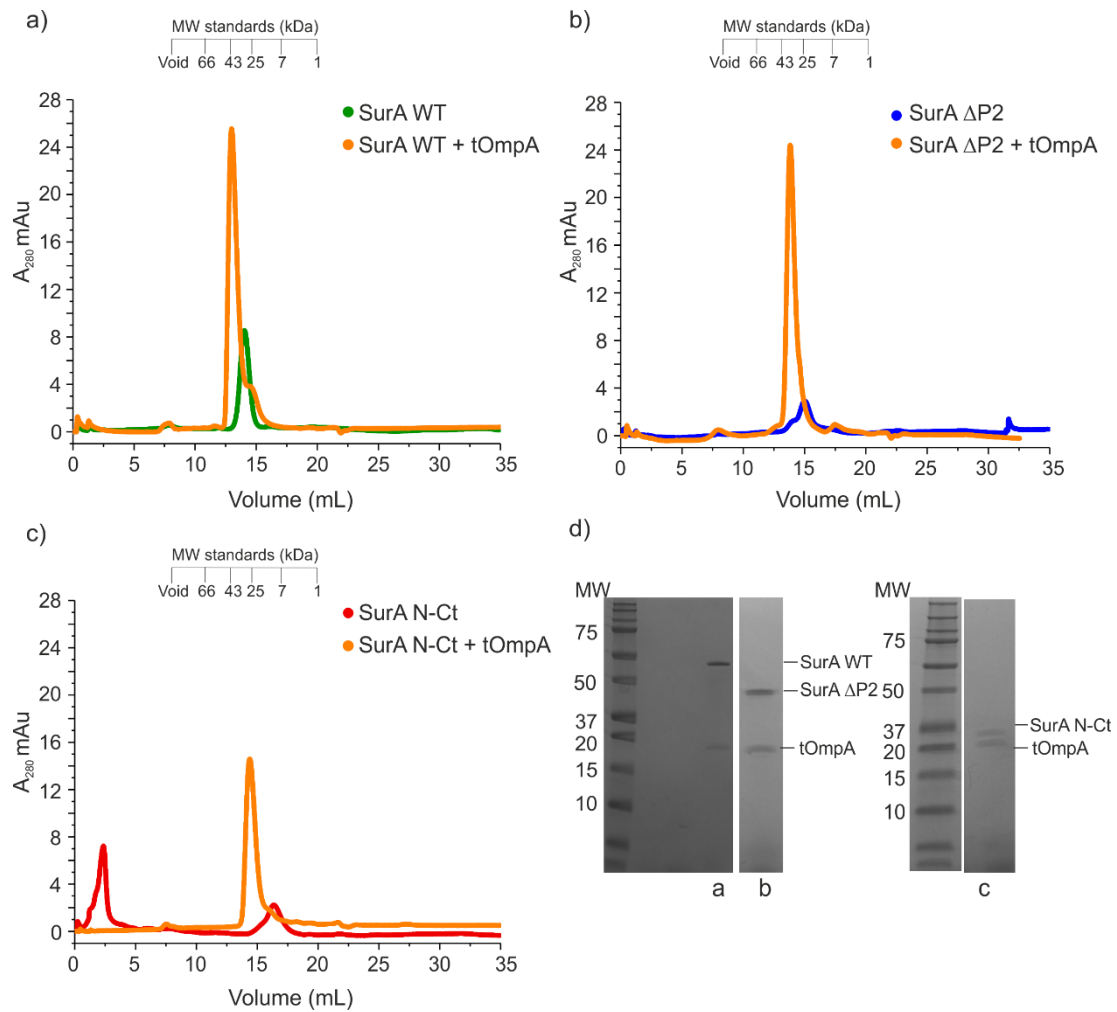 a)
MW standards (kDa)
Void 66 43 25 7 1
28
24
20
16
12
8
4
0
A₂₈₀ mAu
SurA WT
SurA WT + tOmpA
0 5 10 15 20 25 30 35
Volume (mL)
b)
MW standards (kDa)
Void 66 43 25 7 1
28
24
20
16
12
8
4
0
A₂₈₀ mAu
SurA ΔP2
SurA ΔP2 + tOmpA
0 5 10 15 20 25 30 35
Volume (mL)
c)
MW standards (kDa)
Void 66 43 25 7 1
28
24
20
16
12
8
4
0
A₂₈₀ mAu
SurA N-Ct
SurA N-Ct + tOmpA
0 5 10 15 20 25 30 35
Volume (mL)
d)
MW
75
50
37
20
15
10
SurA WT
SurA ΔP2
tOmpA
a b
MW
75
50
37
20
15
10
SurA N-Ct
tOmpA
c